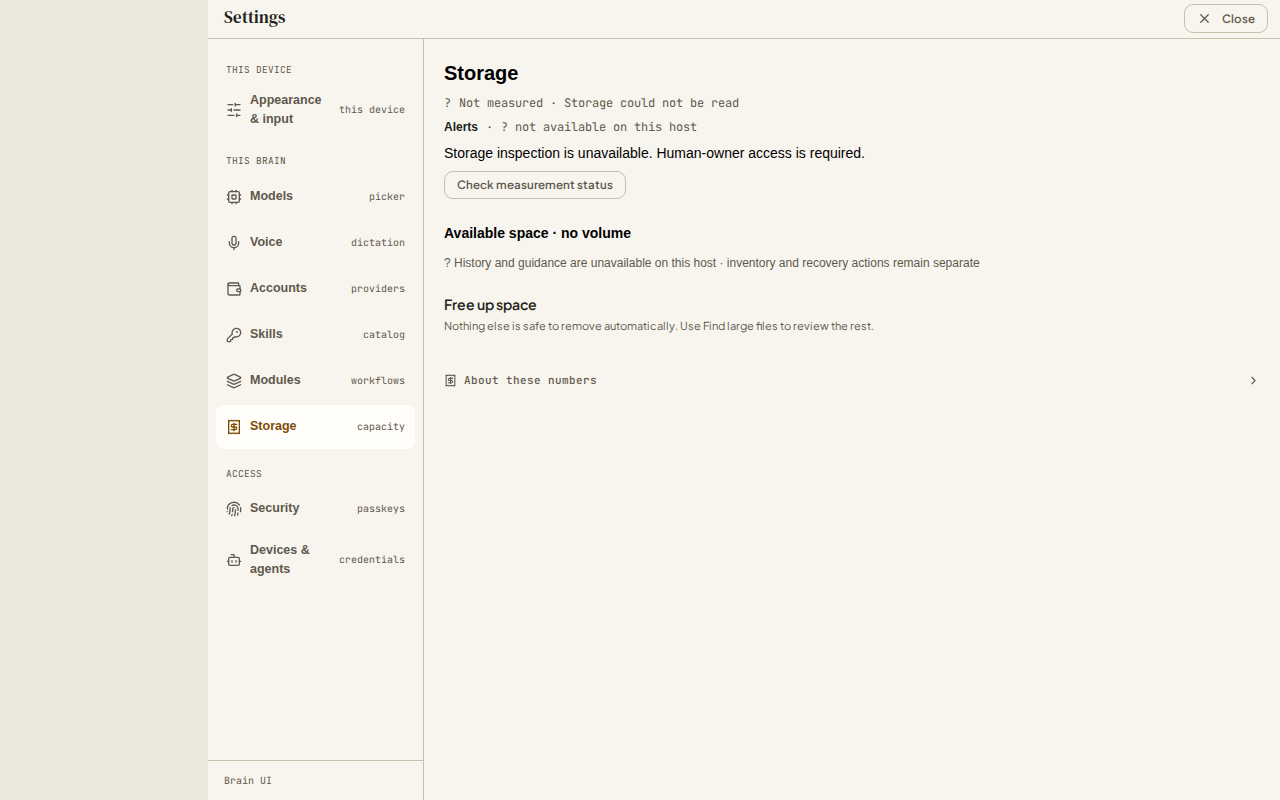 Settings
Close
THIS DEVICE
Appearance & input
this device
THIS BRAIN
Models
picker
Voice
dictation
Accounts
providers
Skills
catalog
Modules
workflows
Storage
capacity
ACCESS
Security
passkeys
Devices & agents
credentials
Brain UI
Storage
? Not measured · Storage could not be read
Alerts · ? not available on this host
Storage inspection is unavailable. Human-owner access is required.
Check measurement status
Available space · no volume
? History and guidance are unavailable on this host · inventory and recovery actions remain separate
Free up space
Nothing else is safe to remove automatically. Use Find large files to review the rest.
About these numbers